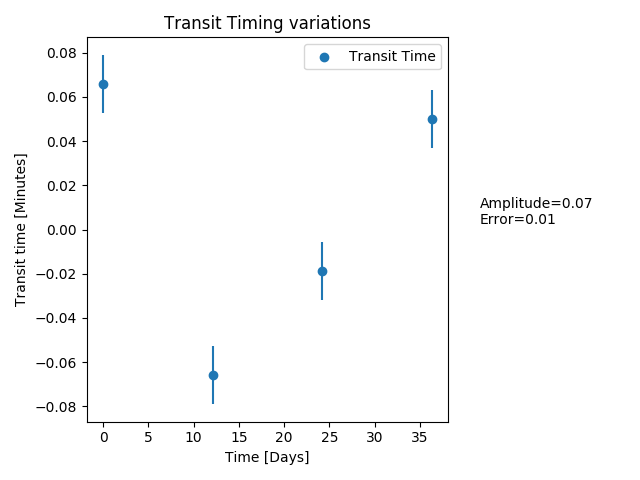 Transit Timing variations
Transit Time
0.08
0.06
0.04
0.02
0.00
−0.02
−0.04
−0.06
−0.08
Transit time [Minutes]
Amplitude=0.07
Error=0.01
0 5 10 15 20 25 30 35
Time [Days]